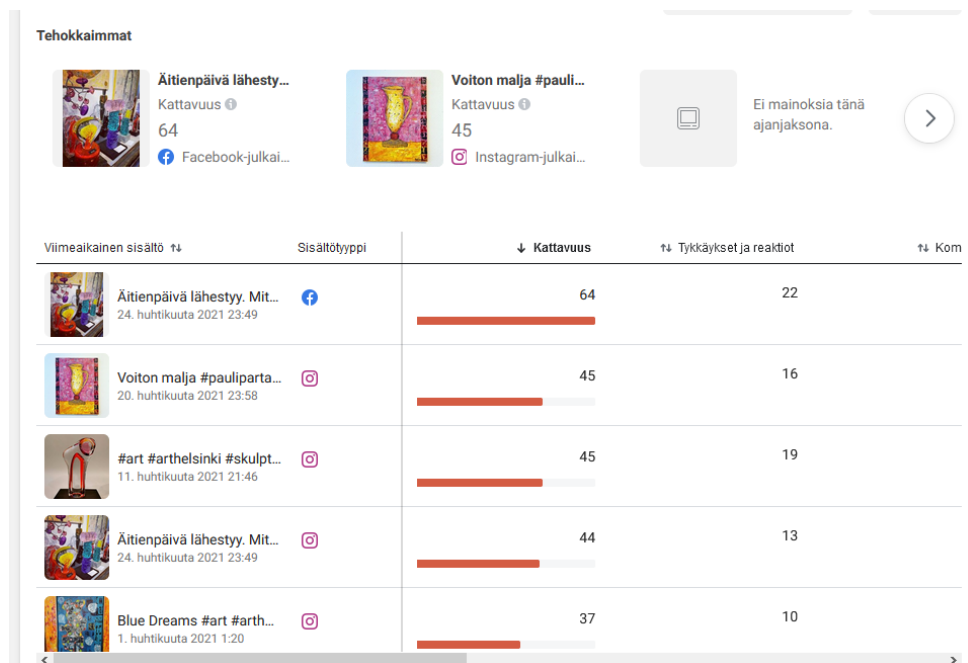 Tehokkaimmat
Äitienpäivä lähesty...
Kattavuus
64
Facebook-julkai...
Voiton malja #pauli...
Kattavuus
45
Instagram-julkai...
Ei mainoksia tänä
ajanjaksona.
Viimeaikainen sisältö Sisältötyyppi Kattavuus Tykkäykset ja reaktiot Kom
Äitienpäivä lähestyy. Mit... 64 22
24. huhtikuuta 2021 23:49
Voiton malja #pauliparta... 45 16
20. huhtikuuta 2021 23:58
#art #arthelsinki #skulpt... 45 19
11. huhtikuuta 2021 21:46
Äitienpäivä lähestyy. Mit... 44 13
24. huhtikuuta 2021 23:49
Blue Dreams #art #arth... 37 10
1. huhtikuuta 2021 1:20